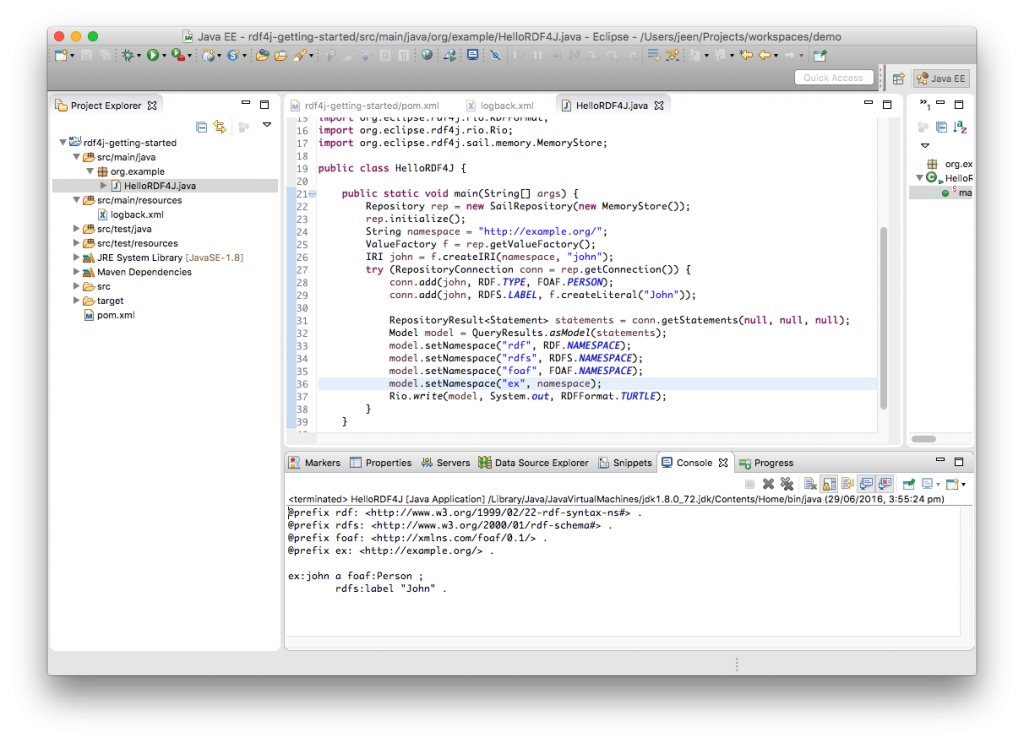 Java EE - rdf4j-getting-started/src/main/java/org/example/HelloRDF4J.java - Eclipse - /Users/jeen/Projects/workspaces/demo
Quick Access
Java EE
Project Explorer
rdf4j-getting-started
src/main/java
org.example
HelloRDF4J.java
src/main/resources
logback.xml
src/test/java
src/test/resources
JRE System Library [JavaSE-1.8]
Maven Dependencies
src
target
pom.xml
rdf4j-getting-started/pom.xml logback.xml HelloRDF4J.java
15 import org.eclipse.rdf4j.rio.RDFFormat;
16 import org.eclipse.rdf4j.rio.Rio;
17 import org.eclipse.rdf4j.sail.memory.MemoryStore;
18
19 public class HelloRDF4J {
20
21 public static void main(String[] args) {
22 Repository rep = new SailRepository(new MemoryStore());
23 rep.initialize();
24 String namespace = "http://example.org/";
25 ValueFactory f = rep.getValueFactory();
26 IRI john = f.createIRI(namespace, "john");
27 try (RepositoryConnection conn = rep.getConnection()) {
28 conn.add(john, RDF.TYPE, FOAF.PERSON);
29 conn.add(john, RDFS.LABEL, f.createLiteral("John"));
30
31 RepositoryResult<Statement> statements = conn.getStatements(null, null, null);
32 Model model = QueryResults.asModel(statements);
33 model.setNamespace("rdf", RDF.NAMESPACE);
34 model.setNamespace("rdfs", RDFS.NAMESPACE);
35 model.setNamespace("foaf", FOAF.NAMESPACE);
36 model.setNamespace("ex", namespace);
37 Rio.write(model, System.out, RDFFormat.TURTLE);
38 }
39 }
org.ex
HelloR
ma
Markers Properties Servers Data Source Explorer Snippets Console Progress
<terminated> HelloRDF4J [Java Application] /Library/Java/JavaVirtualMachines/jdk1.8.0_72.jdk/Contents/Home/bin/java (29/06/2016, 3:55:24 pm)
@prefix rdf: <http://www.w3.org/1999/02/22-rdf-syntax-ns#> .
@prefix rdfs: <http://www.w3.org/2000/01/rdf-schema#> .
@prefix foaf: <http://xmlns.com/foaf/0.1/> .
@prefix ex: <http://example.org/> .
ex:john a foaf:Person ;
rdfs:label "John" .